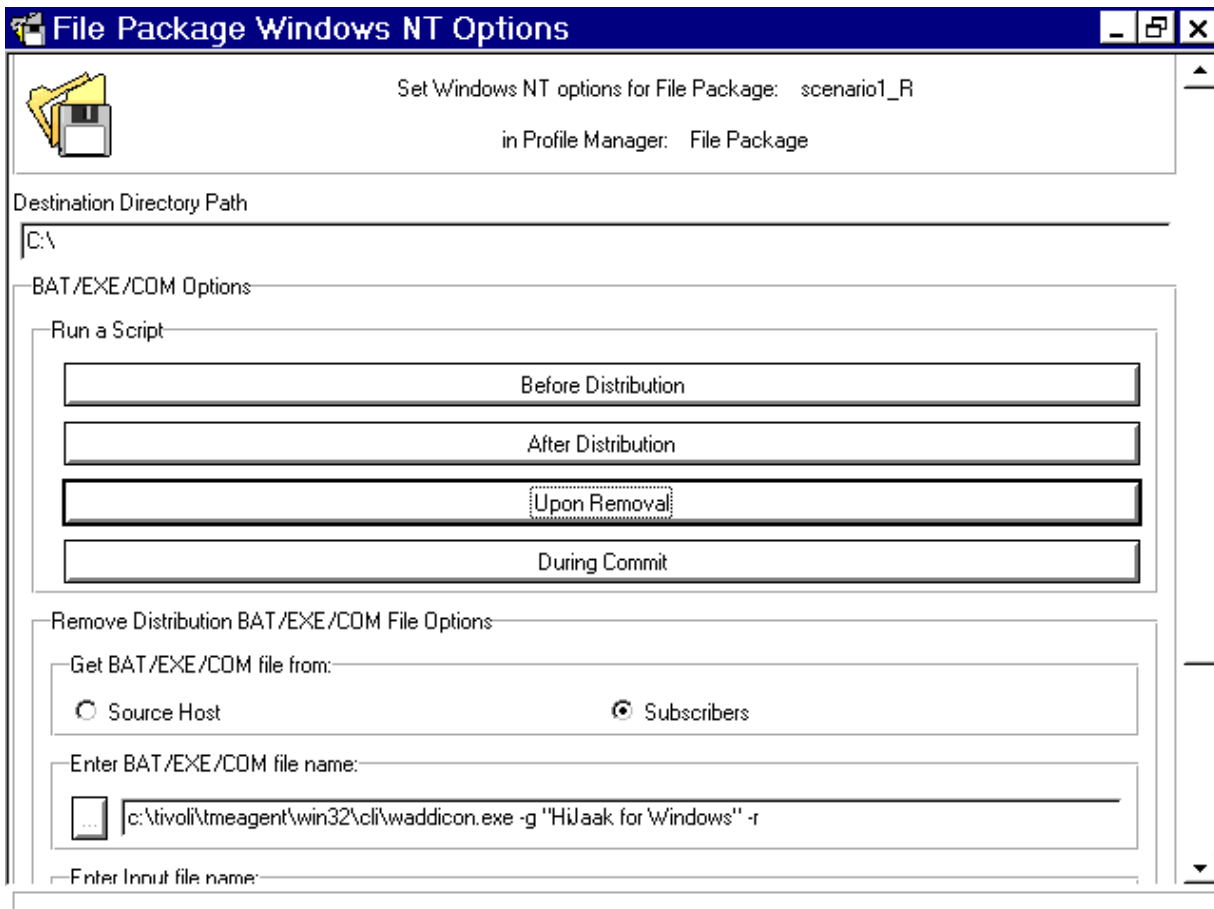 File Package Windows NT Options
Set Windows NT options for File Package: scenario1_R
in Profile Manager: File Package
Destination Directory Path
C:\
BAT/EXE/COM Options
Run a Script
Before Distribution
After Distribution
Upon Removal
During Commit
Remove Distribution BAT/EXE/COM File Options
Get BAT/EXE/COM file from:
Source Host Subscribers
Enter BAT/EXE/COM file name:
... c:\tivoli\tmeagent\win32\cli\waddicon.exe -g "HiJaak for Windows" -r
Enter Input file name: